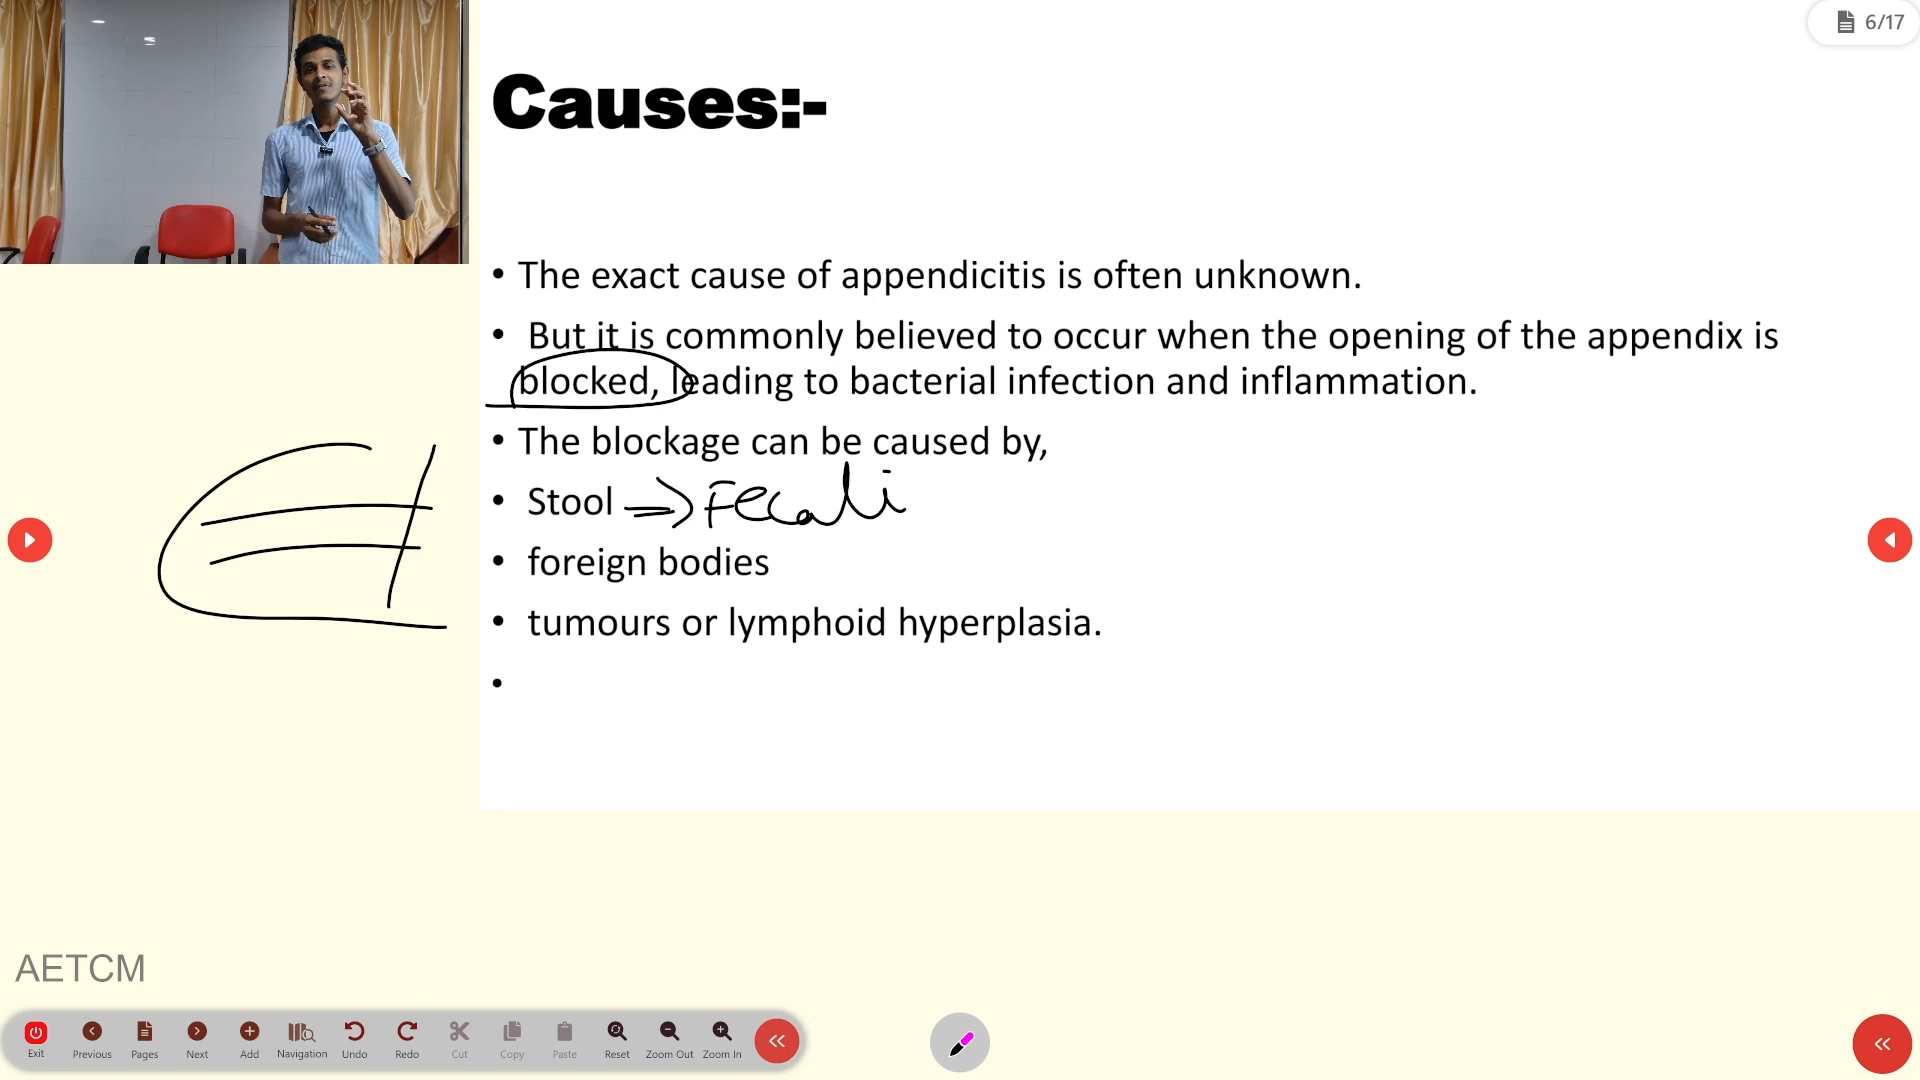 6/17
Causes:-
• The exact cause of appendicitis is often unknown.
• But it is commonly believed to occur when the opening of the appendix is
blocked, leading to bacterial infection and inflammation.
• The blockage can be caused by,
• Stool ⇒ Fecali
• foreign bodies
• tumours or lymphoid hyperplasia.
•
AETCM
Exit Previous Pages Next Add Navigation Undo Redo Cut Copy Paste Reset Zoom Out Zoom In